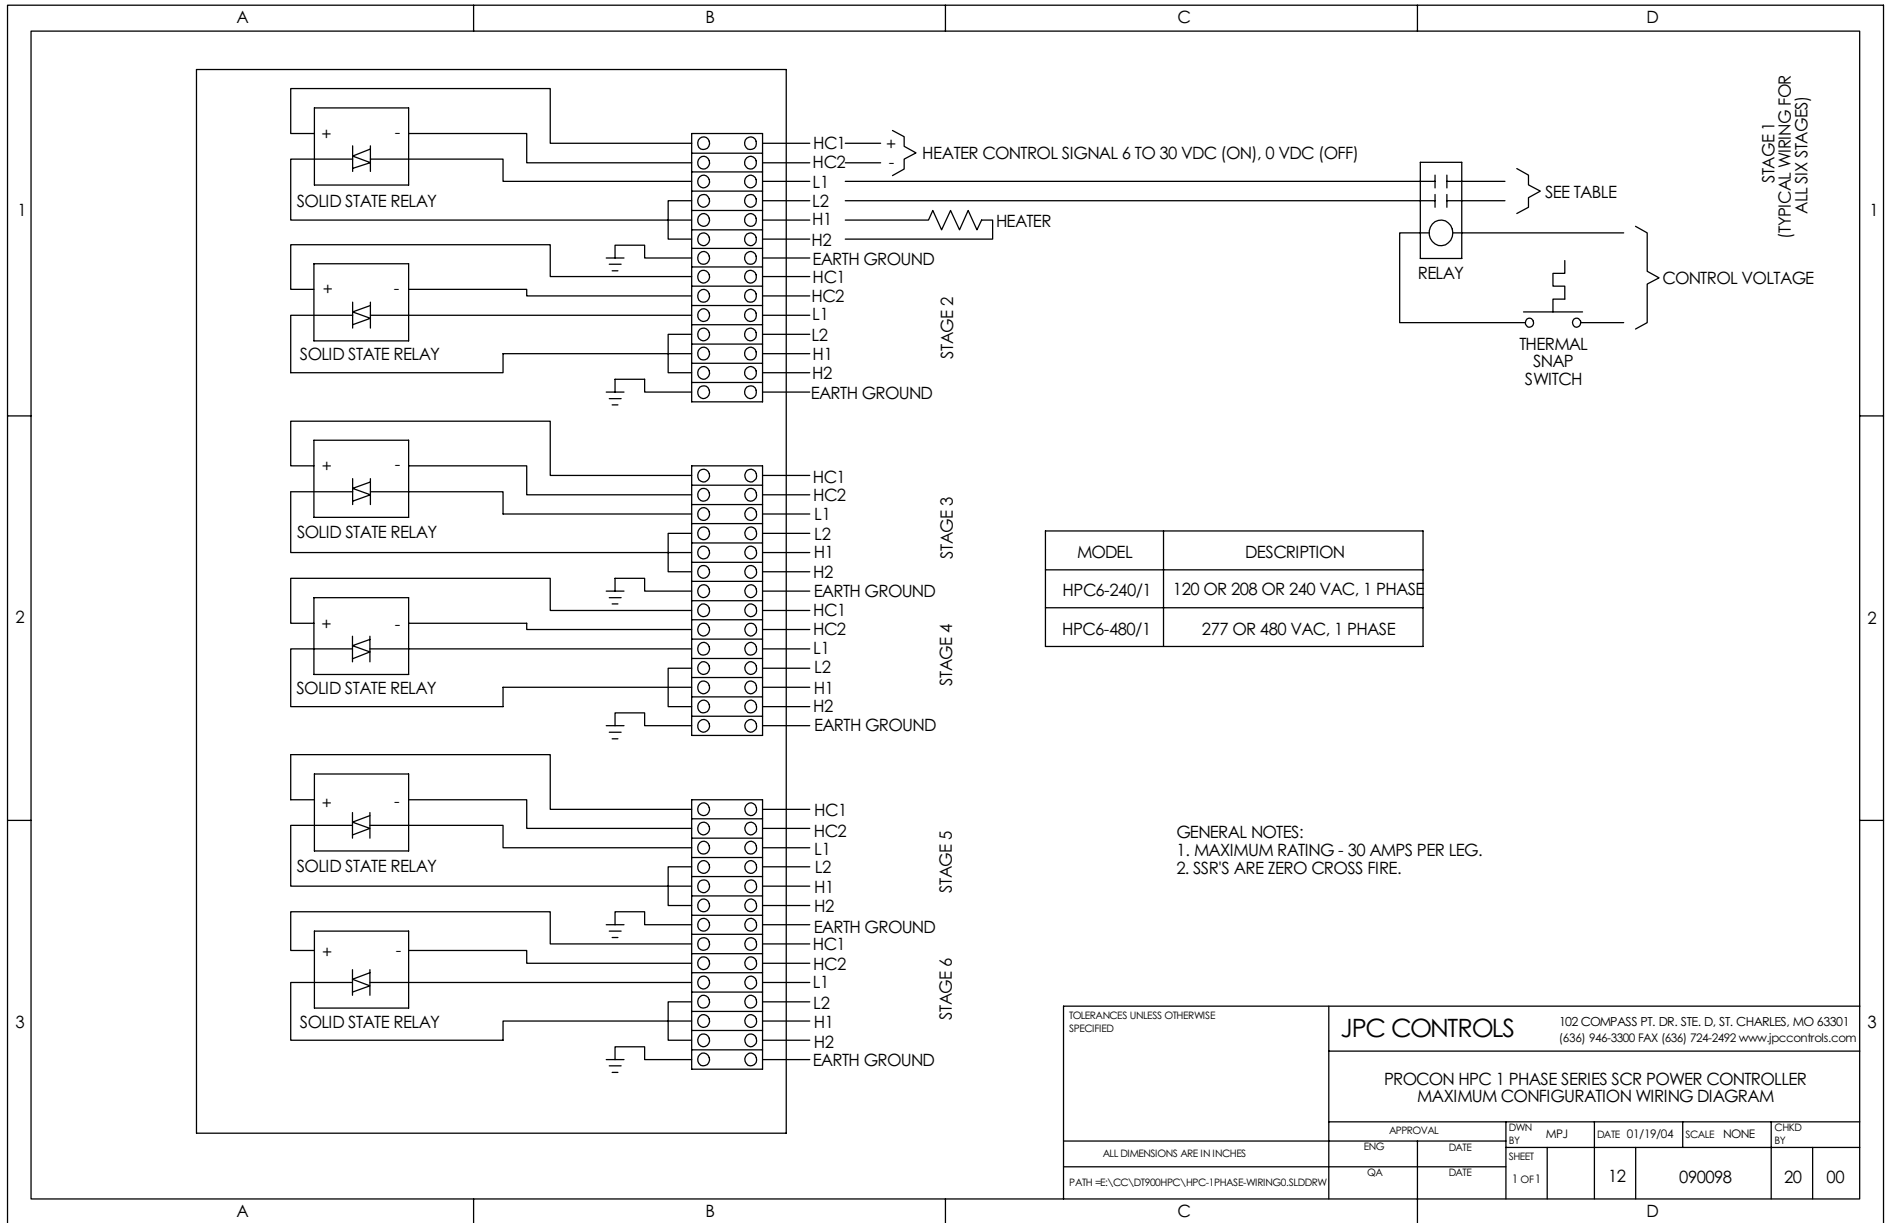 A
B
C
D
1
2
3
1
2
3
A
B
C
D
+
-
SOLID STATE RELAY
+
-
SOLID STATE RELAY
+
-
SOLID STATE RELAY
+
-
SOLID STATE RELAY
+
-
SOLID STATE RELAY
+
-
SOLID STATE RELAY
HC1
HC2
L1
L2
H1
H2
EARTH GROUND
HC1
HC2
L1
L2
H1
H2
EARTH GROUND
STAGE 2
HC1
HC2
L1
L2
H1
H2
EARTH GROUND
STAGE 3
HC1
HC2
L1
L2
H1
H2
EARTH GROUND
STAGE 4
HC1
HC2
L1
L2
H1
H2
EARTH GROUND
STAGE 5
HC1
HC2
L1
L2
H1
H2
EARTH GROUND
STAGE 6
+
-
HEATER CONTROL SIGNAL 6 TO 30 VDC (ON), 0 VDC (OFF)
HEATER
SEE TABLE
RELAY
CONTROL VOLTAGE
THERMAL
SNAP
SWITCH
STAGE 1
(TYPICAL WIRING FOR
ALL SIX STAGES)
MODEL DESCRIPTION
HPC6-240/1 120 OR 208 OR 240 VAC, 1 PHASE
HPC6-480/1 277 OR 480 VAC, 1 PHASE
GENERAL NOTES:
1. MAXIMUM RATING - 30 AMPS PER LEG.
2. SSR'S ARE ZERO CROSS FIRE.
TOLERANCES UNLESS OTHERWISE
SPECIFIED
ALL DIMENSIONS ARE IN INCHES
PATH =E:\CC\DT900HPC\HPC-1PHASE-WIRING0.SLDDRW
JPC CONTROLS
102 COMPASS PT. DR. STE. D, ST. CHARLES, MO 63301
(636) 946-3300 FAX (636) 724-2492 www.jpccontrols.com
PROCON HPC 1 PHASE SERIES SCR POWER CONTROLLER
MAXIMUM CONFIGURATION WIRING DIAGRAM
APPROVAL
ENG DATE
QA DATE
DWN BY MPJ
DATE 01/19/04
SCALE NONE
CHKD BY
SHEET
1 OF1
12
090098
20
00